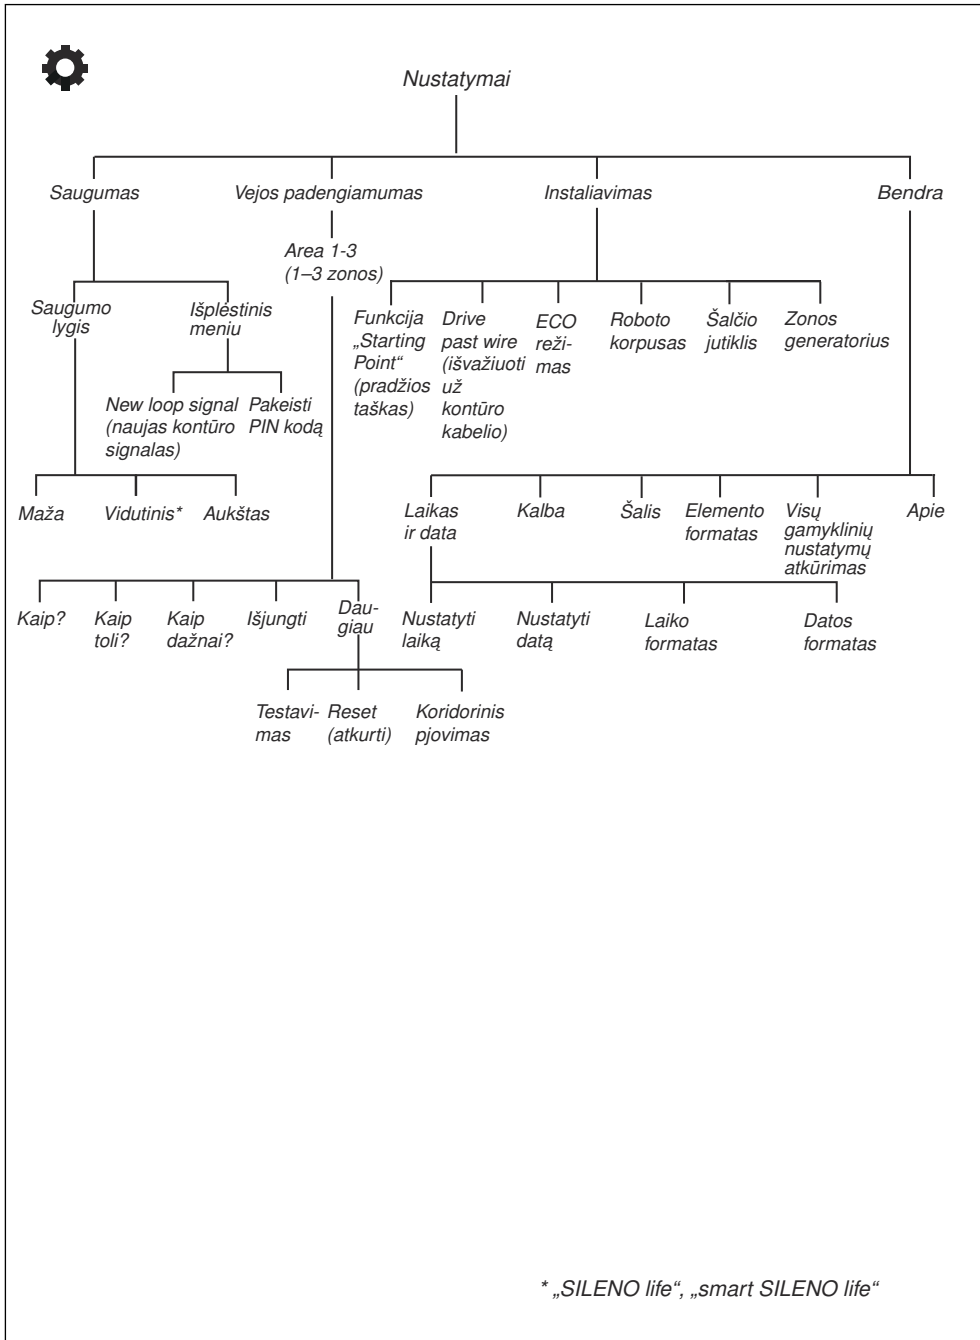 Nustatymai
Saugumas
Vejos padengiamumas
Instaliavimas
Bendra
Area 1-3
(1–3 zonos)
Saugumo
lygis
Išplėstinis
meniu
Funkcija
„Starting
Point“
(pradžios
taškas)
Drive
past wire
(išvažiuoti
už
kontūro
kabelio)
ECO
reži-
mas
Roboto
korpusas
Šalčio
jutiklis
Zonos
generatorius
New loop signal
(naujas kontūro
signalas)
Pakeisti
PIN kodą
Maža
Vidutinis*
Aukštas
Laikas
ir data
Kalba
Šalis
Elemento
formatas
Visų
gamyklinių
nustatymų
atkūrimas
Apie
Kaip?
Kaip
toli?
Kaip
dažnai?
Išjungti
Dau-
giau
Nustatyti
laiką
Nustatyti
datą
Laiko
formatas
Datos
formatas
Testavi-
mas
Reset
(atkurti)
Koridorinis
pjovimas
* „SILENO life“, „smart SILENO life“